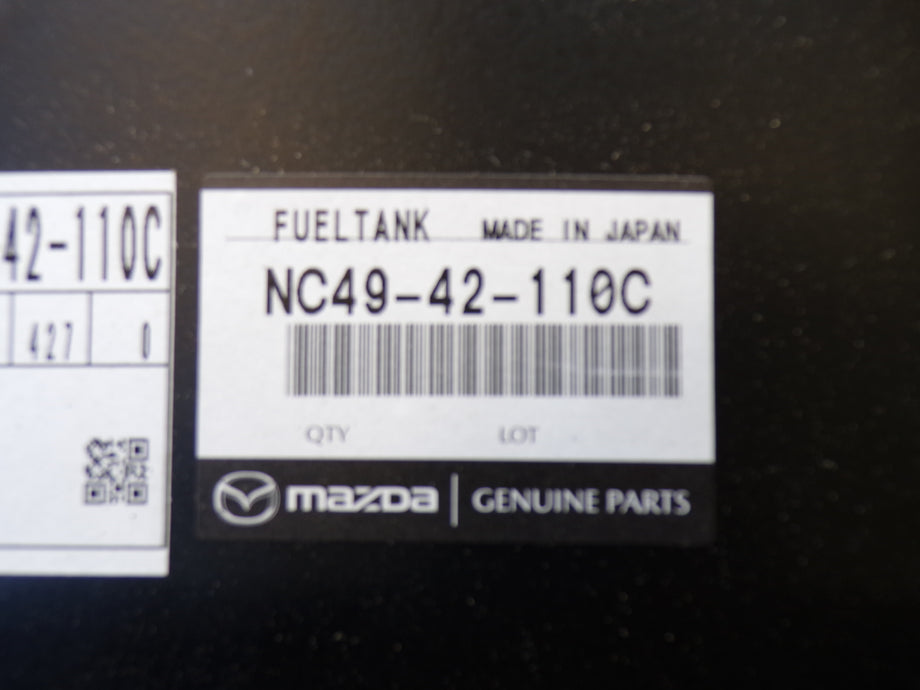 42-110C
427 0
FUELTANK MADE IN JAPAN
NC49-42-110C
QTY LOT
mazda GENUINE PARTS